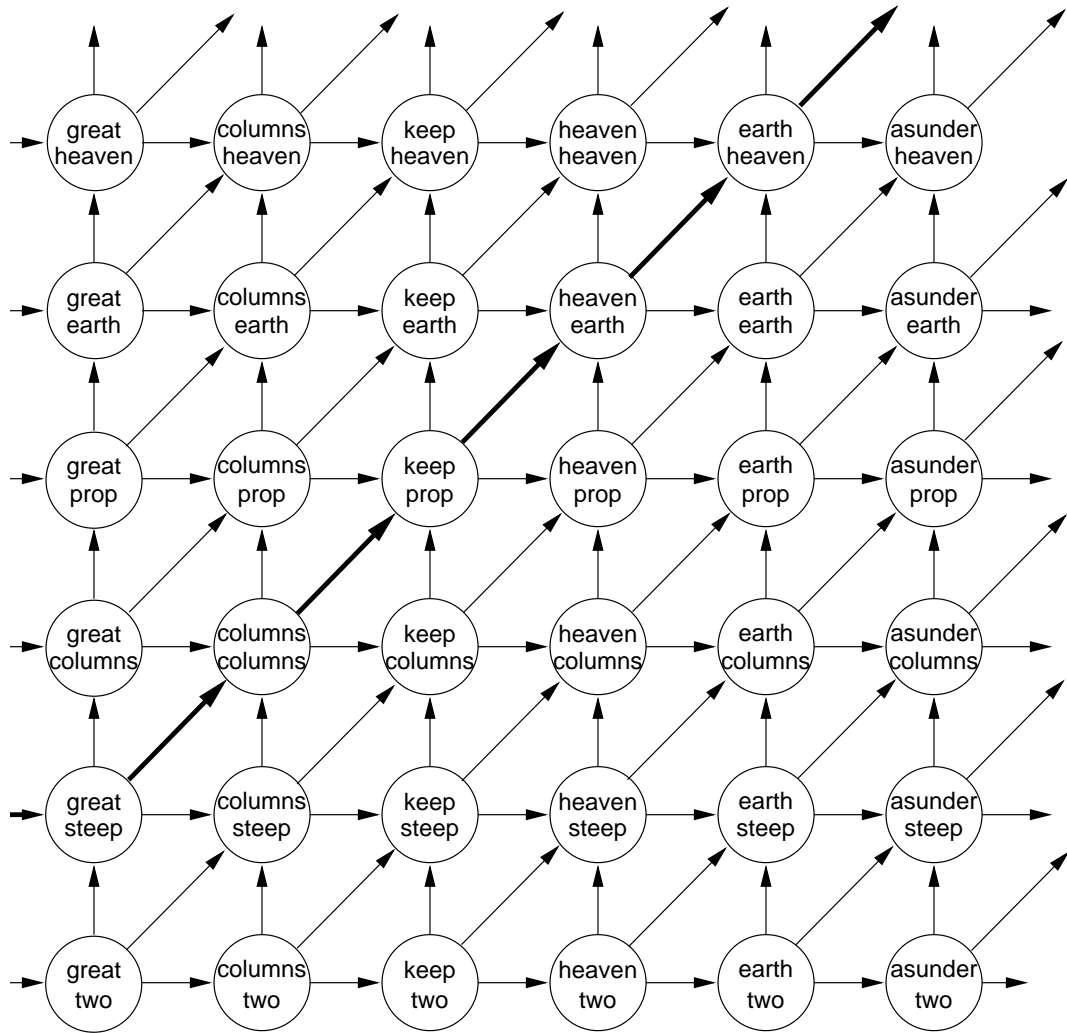 great columns keep heaven earth asunder
heaven heaven heaven heaven heaven heaven
great columns keep heaven earth asunder
earth earth earth earth earth earth
great columns keep heaven earth asunder
prop prop prop prop prop prop
great columns keep heaven earth asunder
columns columns columns columns columns columns
great columns keep heaven earth asunder
steep steep steep steep steep steep
great columns keep heaven earth asunder
two two two two two two